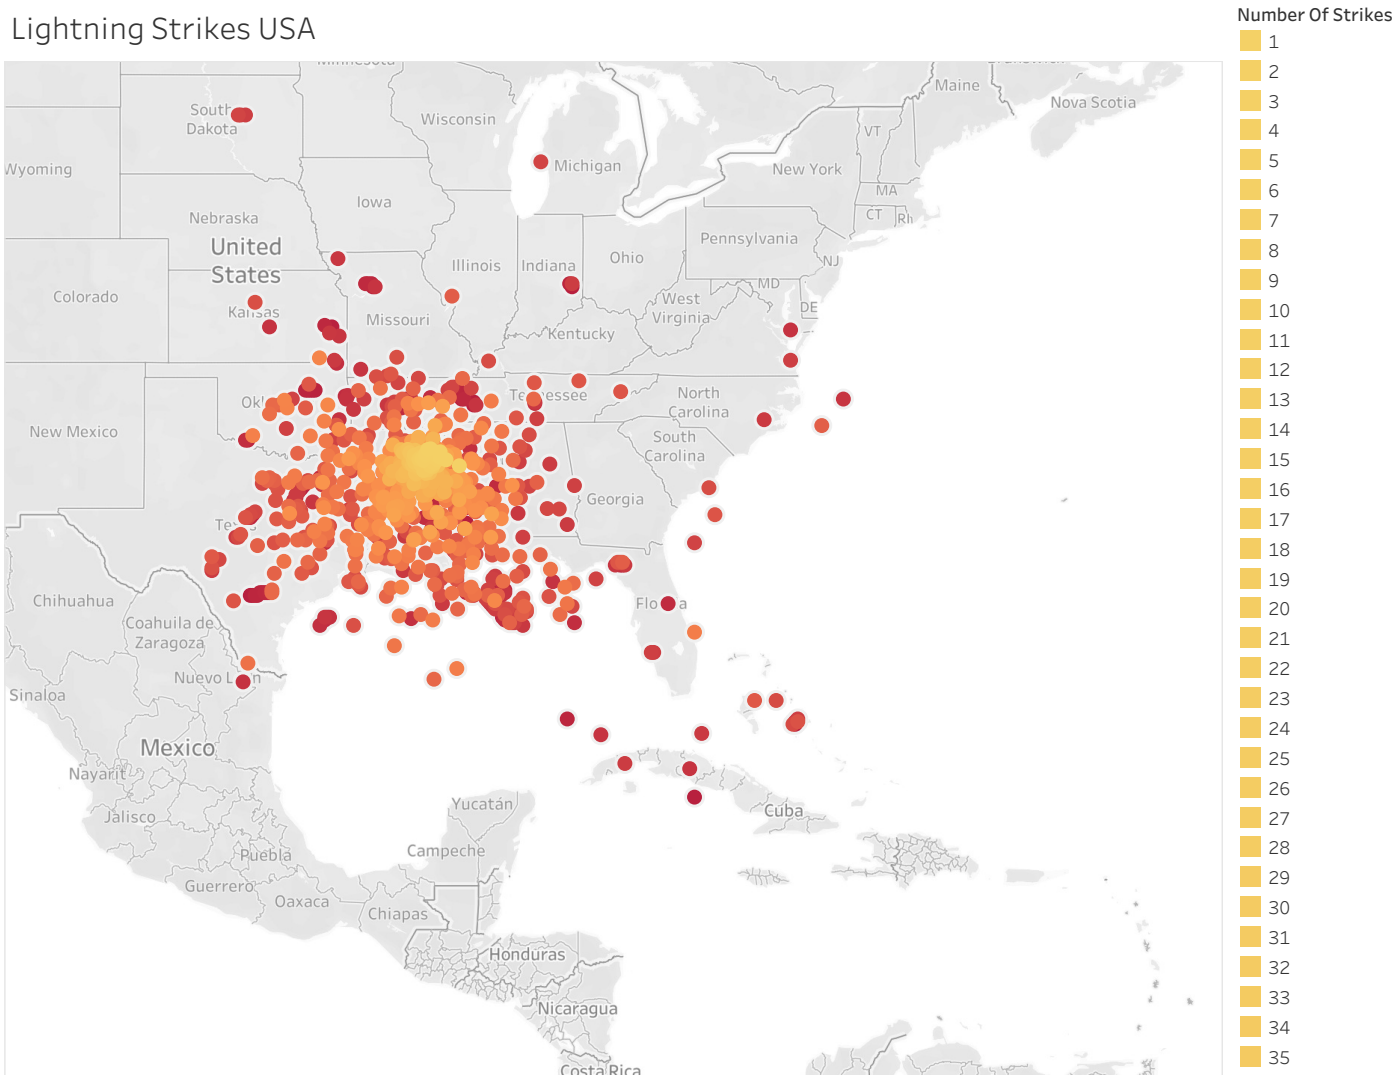 Lightning Strikes USA
Number Of Strikes
1
2
3
4
5
6
7
8
9
10
11
12
13
14
15
16
17
18
19
20
21
22
23
24
25
26
27
28
29
30
31
32
33
34
35
Minnesota
Maine
Nova Scotia
South
Dakota
Wisconsin
VT
Michigan
New York
Wyoming
MA
Iowa
CT
RI
Nebraska
Pennsylvania
United
States
Illinois
Indiana
Ohio
NJ
MD
Colorado
West
Virginia
DE
Kansas
Missouri
Kentucky
Tennessee
North
Carolina
New Mexico
South
Carolina
Georgia
Chihuahua
Coahuila de
Zaragoza
Nuevo L n
Sinaloa
Mexico
Nayarit
Jalisco
Yucatán
Cuba
Campeche
Puebla
Guerrero
Oaxaca
Chiapas
Honduras
Nicaragua
Costa Rica